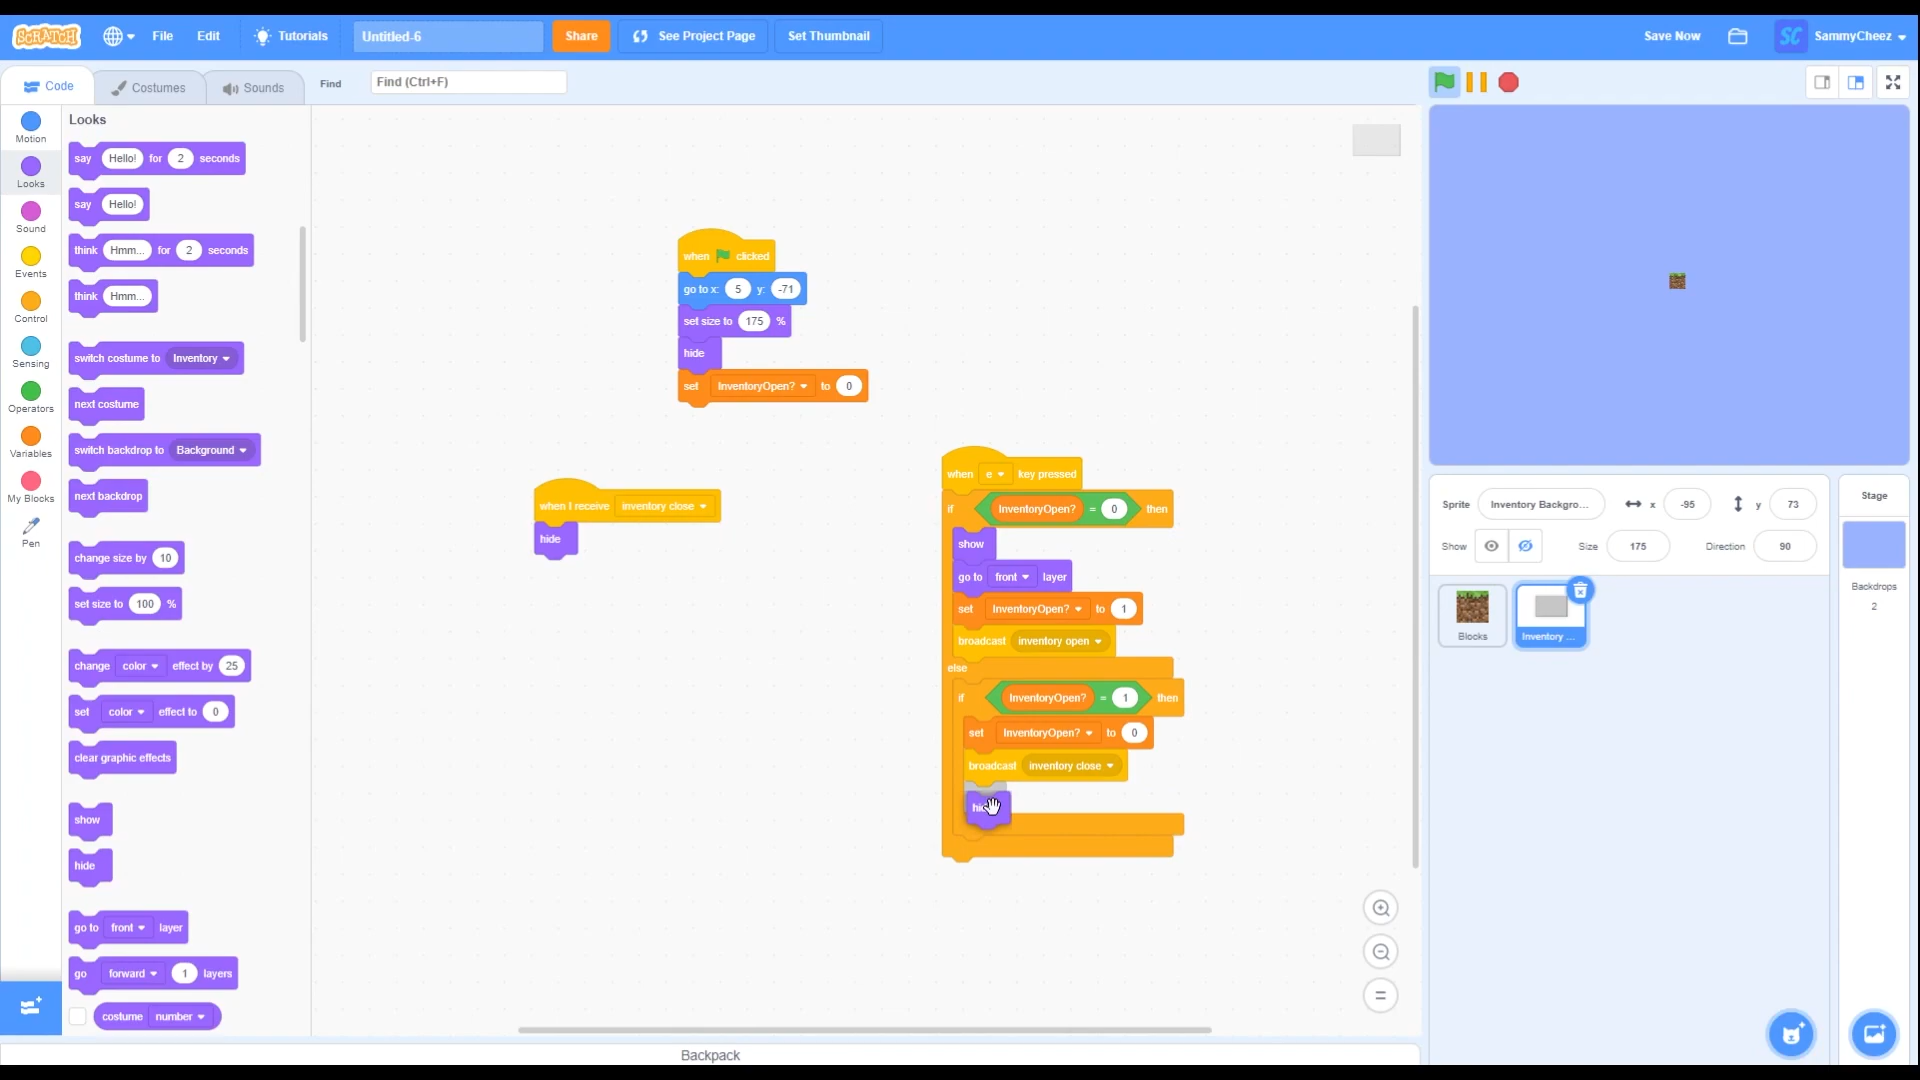 SCRATCH File Edit Tutorials Untitled-6 Share See Project Page Set Thumbnail Save Now SC SammyCheez
Code Costumes Sounds Find Find (Ctrl+F)
Motion
Looks
Sound
Events
Control
Sensing
Operators
Variables
My Blocks
Pen
Looks
say Hello! for 2 seconds
say Hello!
think Hmm... for 2 seconds
think Hmm...
switch costume to Inventory
next costume
switch backdrop to Background
next backdrop
change size by 10
set size to 100 %
change color effect by 25
set color effect to 0
clear graphic effects
show
hide
go to front layer
go forward 1 layers
costume number
when clicked
go to x: 5 y: -71
set size to 175 %
hide
set InventoryOpen? to 0
when I receive inventory close
hide
when e key pressed
if InventoryOpen? = 0 then
show
go to front layer
set InventoryOpen? to 1
broadcast inventory open
else
if InventoryOpen? = 1 then
set InventoryOpen? to 0
broadcast inventory close
Backpack
Sprite Inventory Backgro... x -95 y 73
Show Size 175 Direction 90
Blocks
Inventory ...
Stage
Backdrops
2